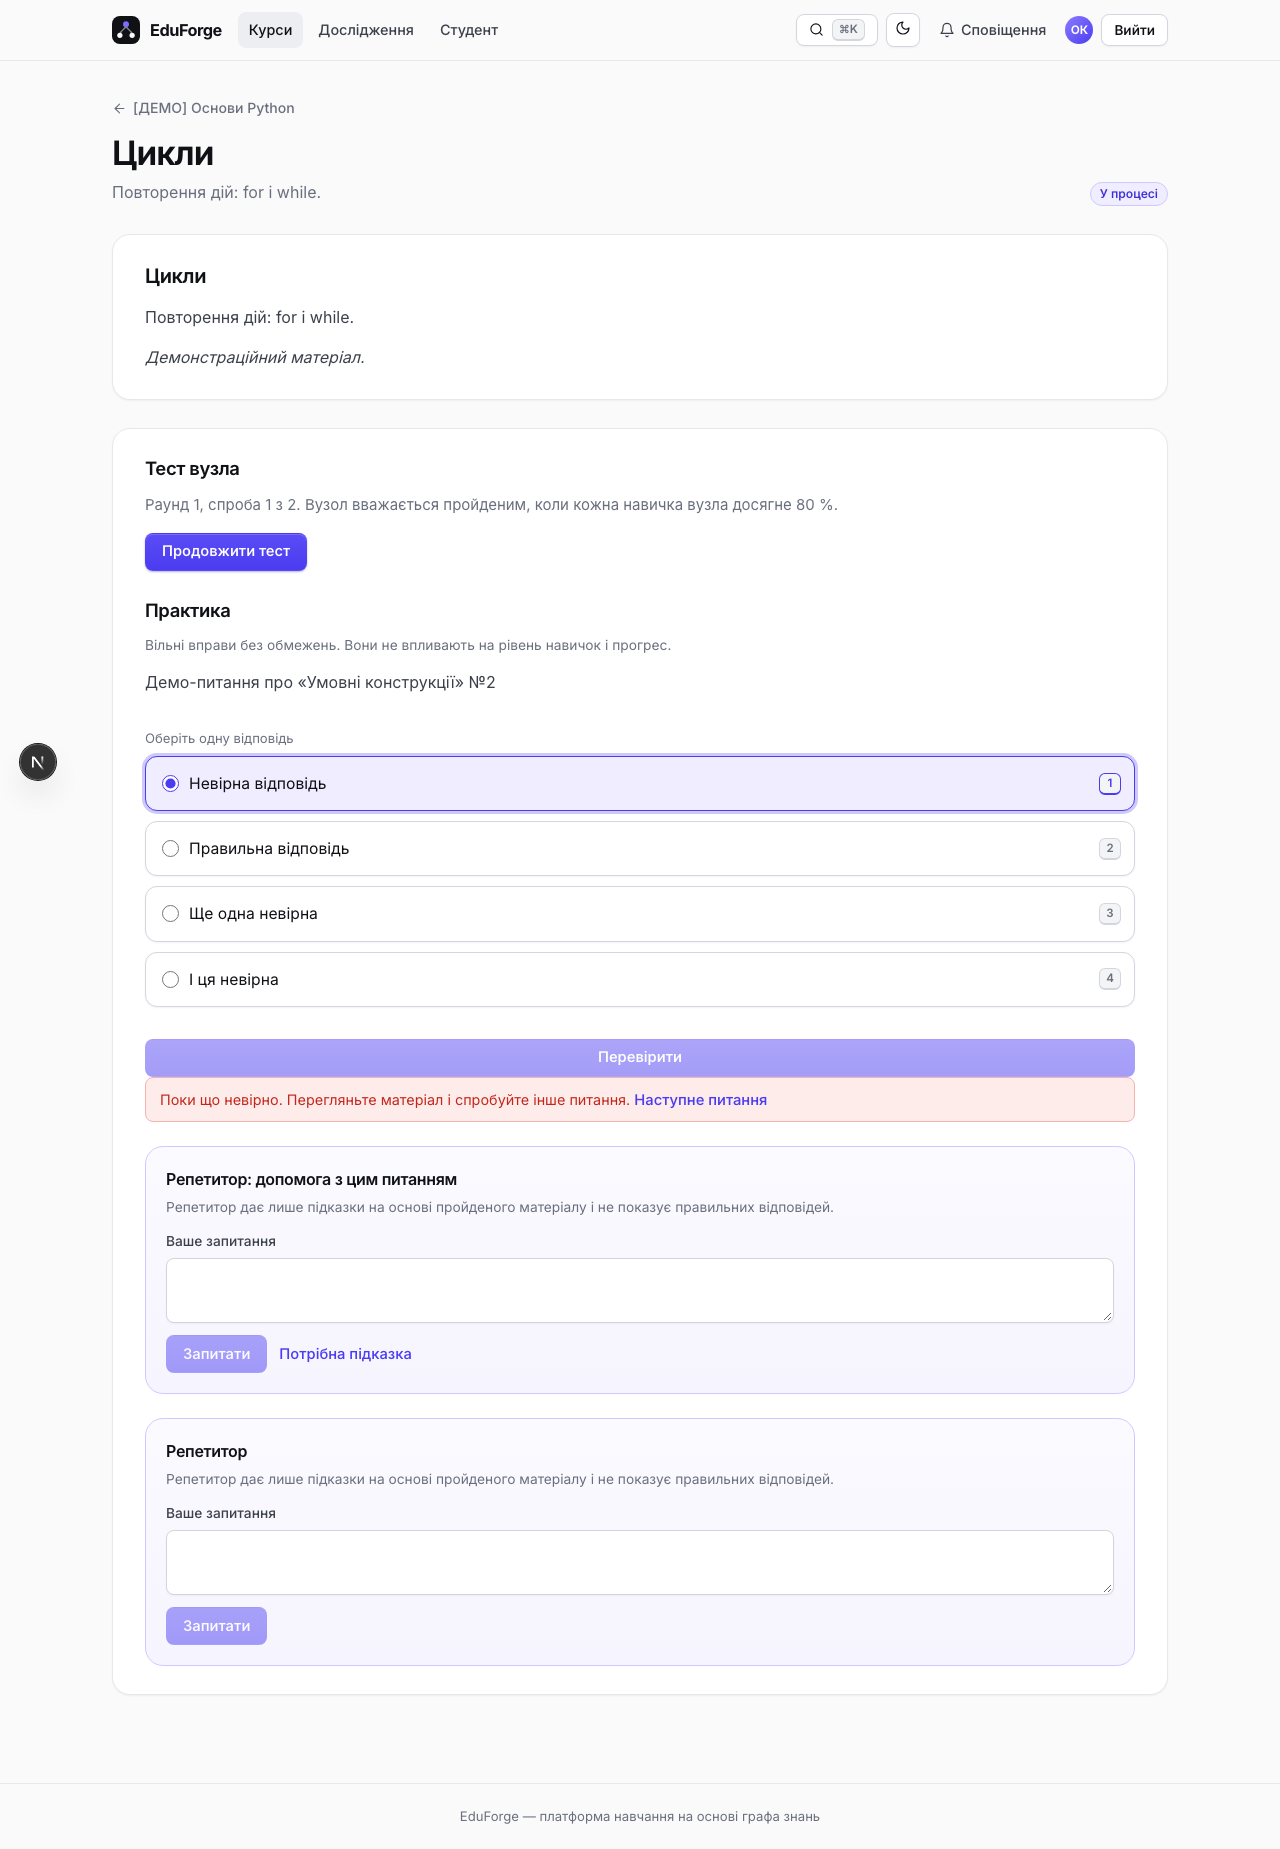 EduForge Курси Дослідження Студент ⌘K Сповіщення ОК Вийти
← [ДЕМО] Основи Python
Цикли
Повторення дій: for і while.
У процесі
Цикли
Повторення дій: for і while.
Демонстраційний матеріал.
Тест вузла
Раунд 1, спроба 1 з 2. Вузол вважається пройденим, коли кожна навичка вузла досягне 80 %.
Продовжити тест
Практика
Вільні вправи без обмежень. Вони не впливають на рівень навичок і прогрес.
Демо-питання про «Умовні конструкції» №2
Оберіть одну відповідь
Невірна відповідь 1
Правильна відповідь 2
Ще одна невірна 3
І ця невірна 4
Перевірити
Поки що невірно. Перегляньте матеріал і спробуйте інше питання. Наступне питання
Репетитор: допомога з цим питанням
Репетитор дає лише підказки на основі пройденого матеріалу і не показує правильних відповідей.
Ваше запитання
Запитати Потрібна підказка
Репетитор
Репетитор дає лише підказки на основі пройденого матеріалу і не показує правильних відповідей.
Ваше запитання
Запитати
EduForge — платформа навчання на основі графа знань